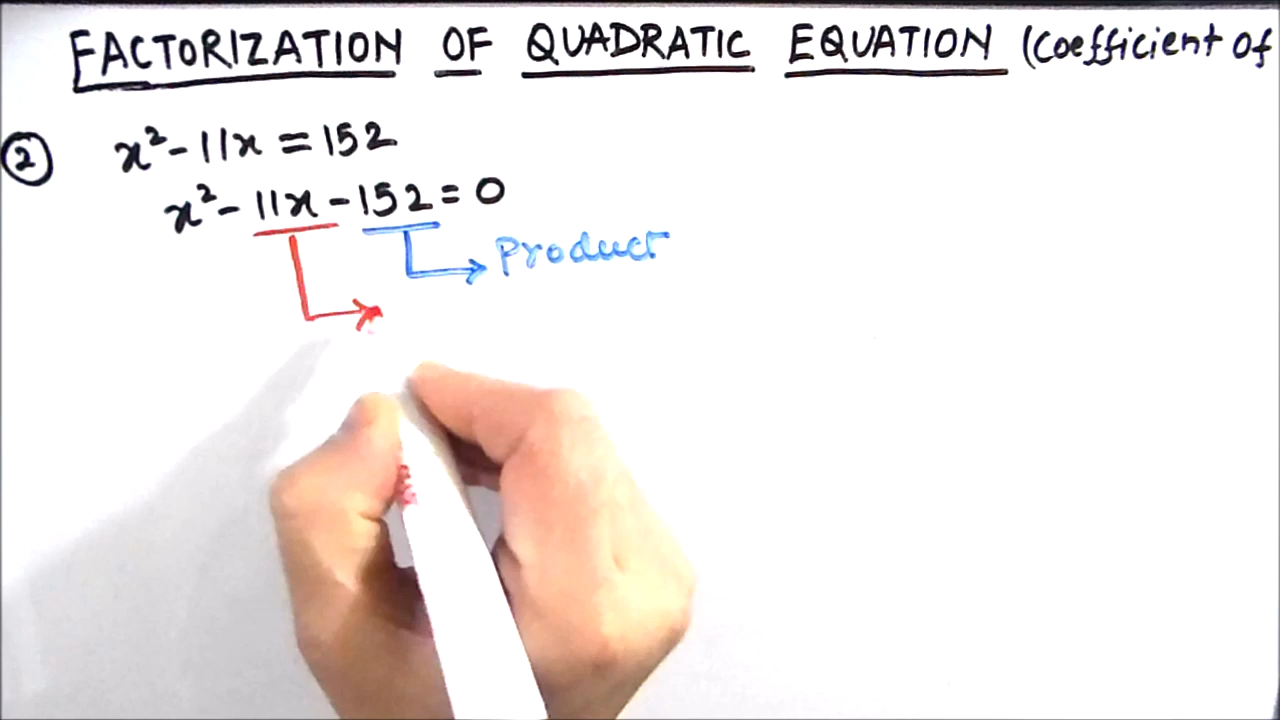 FACTORIZATION OF QUADRATIC EQUATION (Coefficient of
② x² - 11x = 152
x² - 11x - 152 = 0
Product